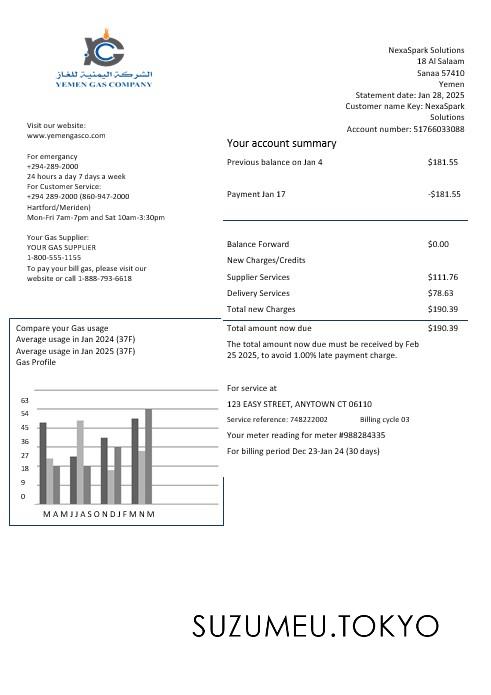 الشركة اليمنية للغاز
YEMEN GAS COMPANY
NexaSpark Solutions
18 Al Salaam
Sanaa 57410
Yemen
Statement date: Jan 28, 2025
Customer name Key: NexaSpark
Solutions
Account number: 51766033088
Visit our website:
www.yemengasco.com
For emergancy
+294-289-2000
24 hours a day 7 days a week
For Customer Service:
+294 289-2000 (860-947-2000
Hartford/Meriden)
Mon-Fri 7am-7pm and Sat 10am-3:30pm
Your Gas Supplier:
YOUR GAS SUPPLIER
1-800-555-1155
To pay your bill gas, please visit our
website or call 1-888-793-6618
Your account summary
Previous balance on Jan 4 $181.55
Payment Jan 17 -$181.55
Balance Forward $0.00
New Charges/Credits
Supplier Services $111.76
Delivery Services $78.63
Total new Charges $190.39
Total amount now due $190.39
The total amount now due must be received by Feb
25 2025, to avoid 1.00% late payment charge.
Compare your Gas usage
Average usage in Jan 2024 (37F)
Average usage in Jan 2025 (37F)
Gas Profile
63
54
45
36
27
18
9
0
M A M J J A S O N D J F M N M
For service at
123 EASY STREET, ANYTOWN CT 06110
Service reference: 748222002 Billing cycle 03
Your meter reading for meter #988284335
For billing period Dec 23-Jan 24 (30 days)
SUZUMEU.TOKYO